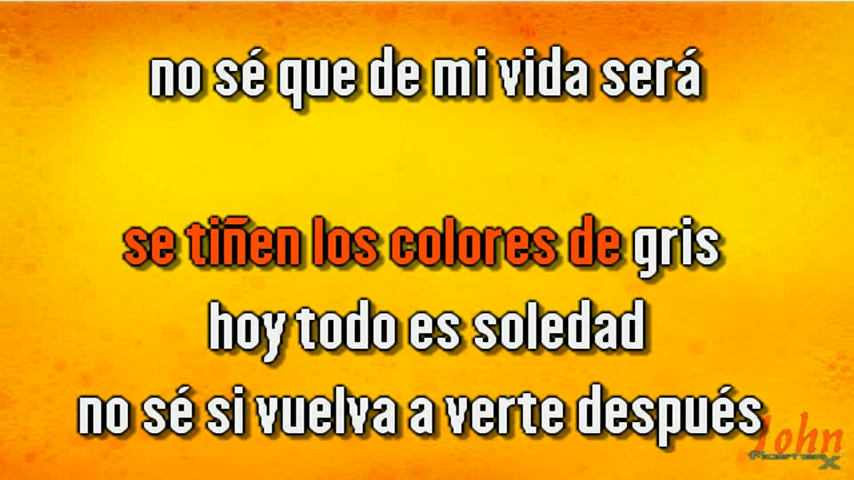 no sé que de mi vida será
se tiñen los colores de gris
hoy todo es soledad
no sé si vuelva a verte después
John